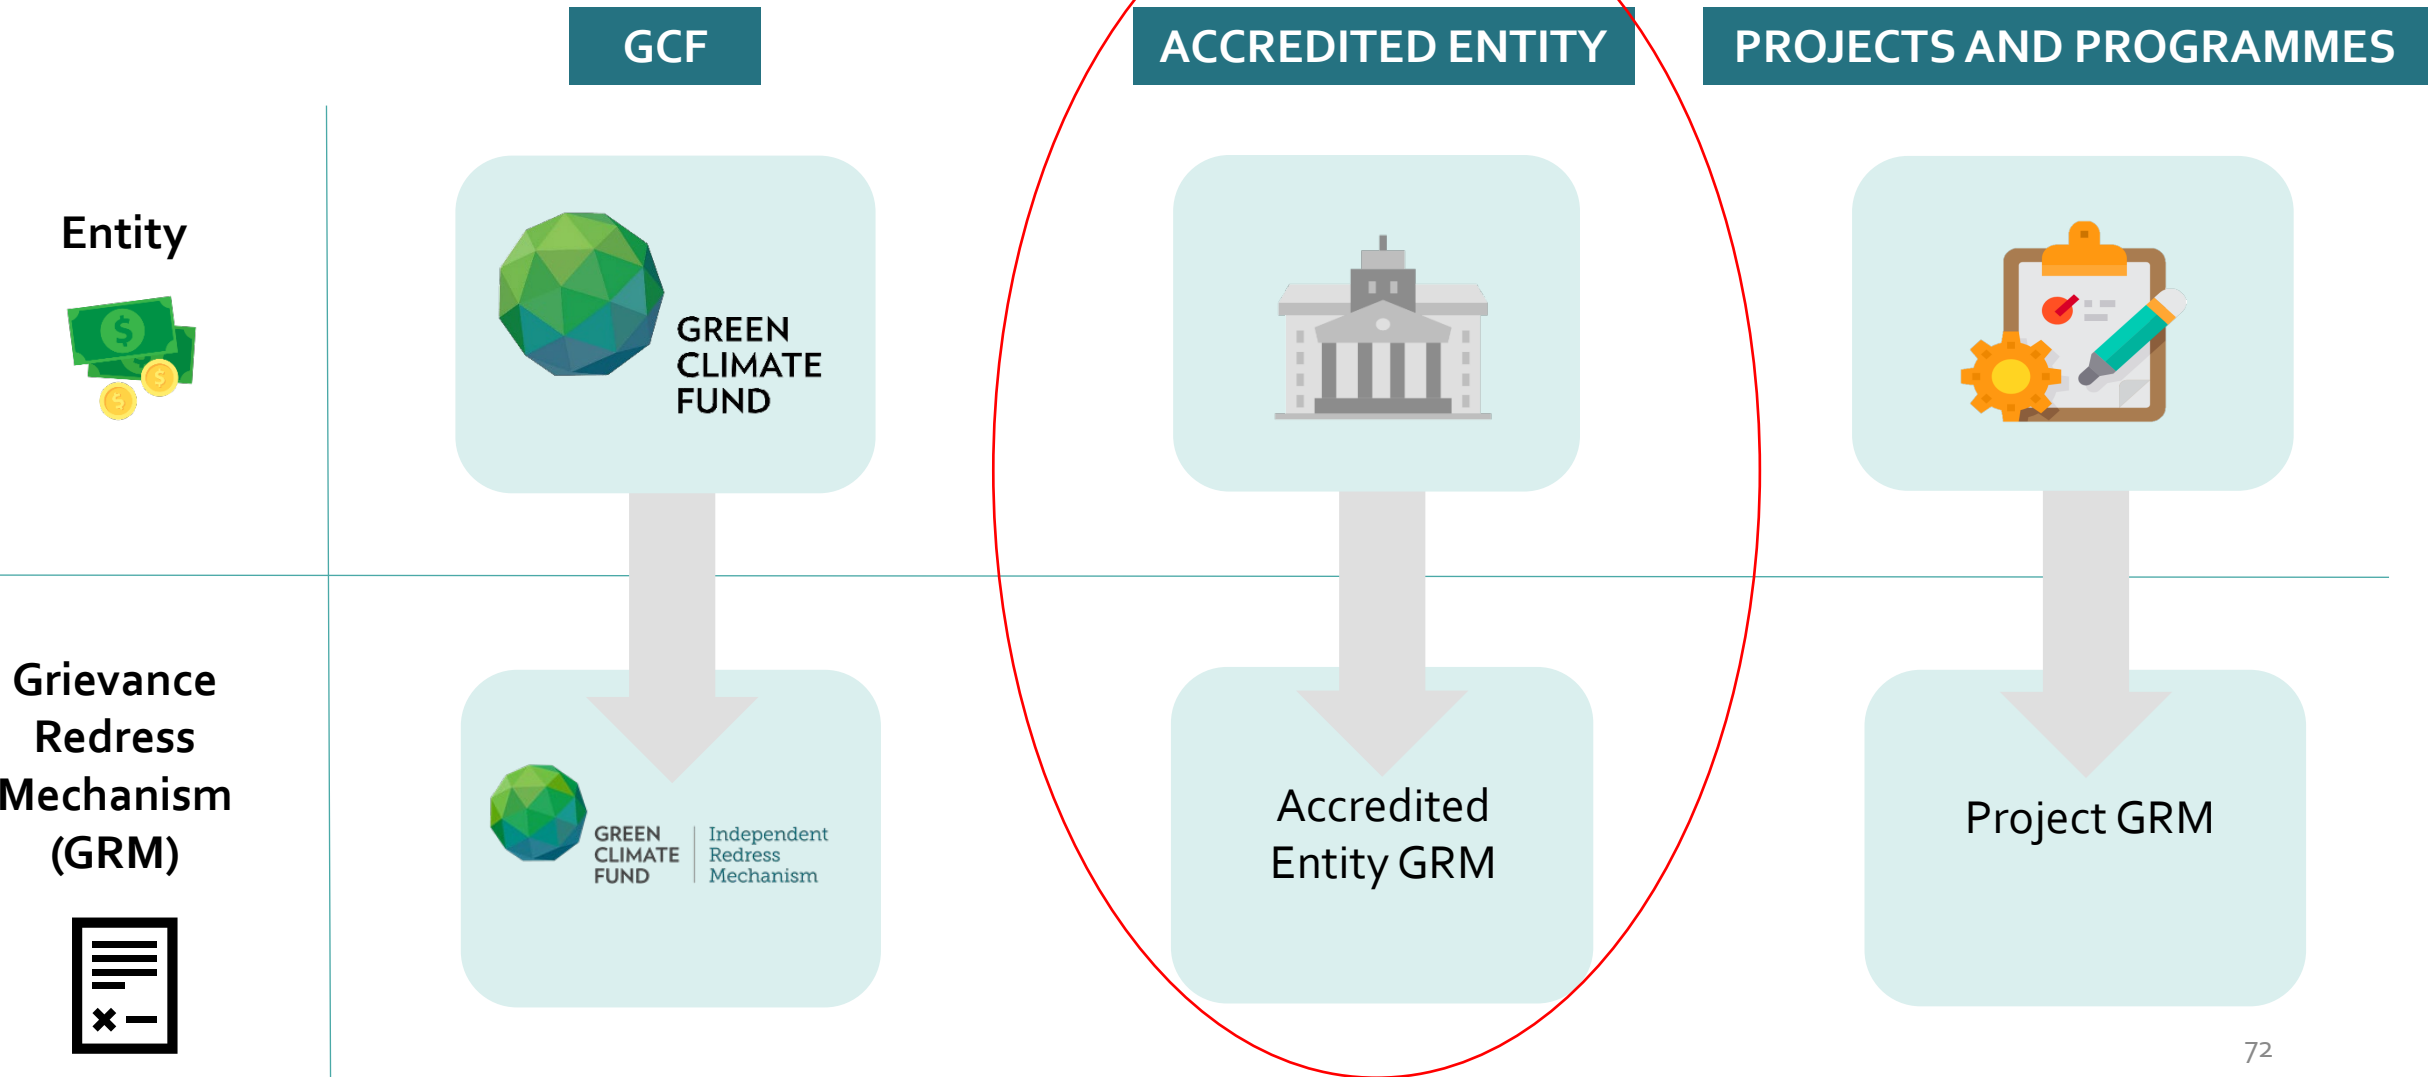 GCF
ACCREDITED ENTITY
PROJECTS AND PROGRAMMES
Entity
GREEN
CLIMATE
FUND
Grievance
Redress
Mechanism
(GRM)
GREEN
CLIMATE
FUND
Independent
Redress
Mechanism
Accredited
Entity GRM
Project GRM
72